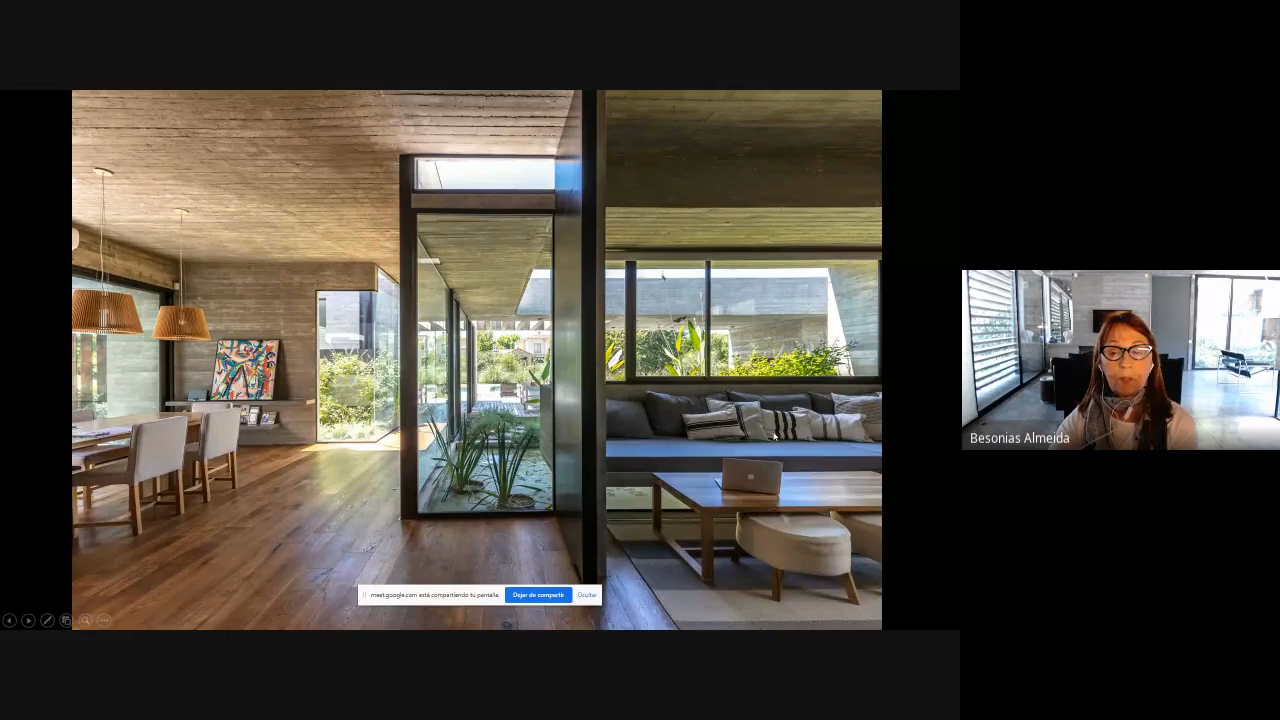 meet.google.com está compartiendo tu pantalla.
Dejar de compartir
Ocultar
Besonias Almeida